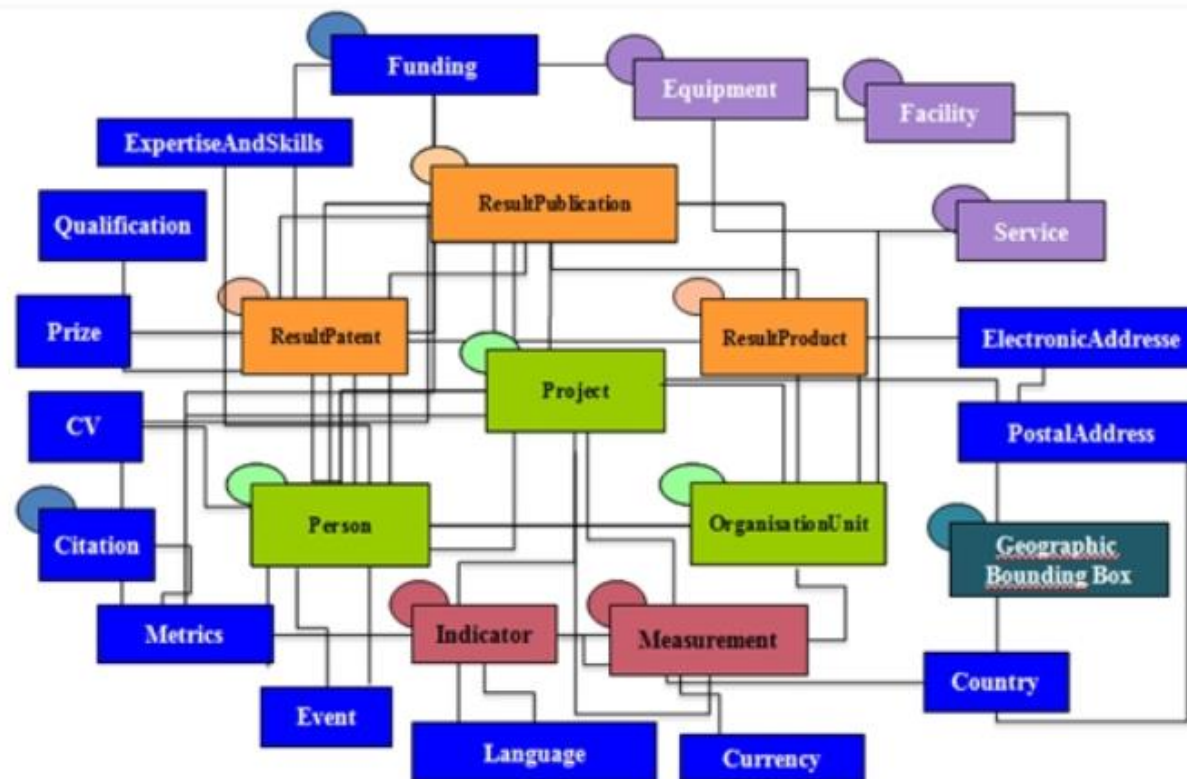 Funding
Equipment
Facility
ExpertiseAndSkills
ResultPublication
Qualification
Service
Prize
ResultPatent
ResultProduct
ElectronicAddresse
Project
CV
PostalAddress
Person
OrganisationUnit
Citation
Geographic
Bounding Box
Metrics
Indicator
Measurement
Country
Event
Language
Currency